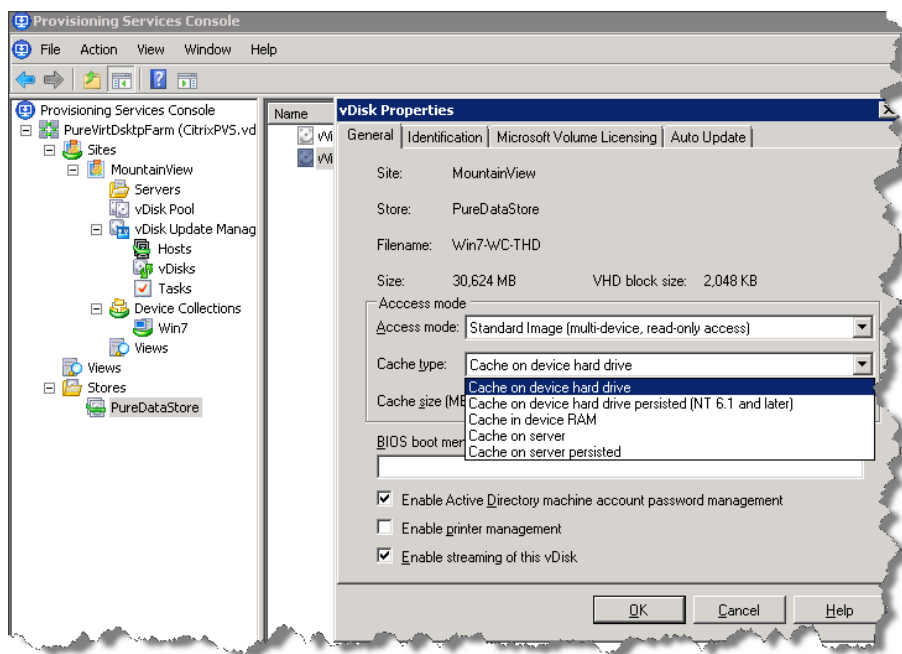 Provisioning Services Console
File Action View Window Help
Provisioning Services Console
PureVirtDsktpFarm (CitrixPVS.vd
Sites
MountainView
Servers
vDisk Pool
vDisk Update Manag
Hosts
vDisks
Tasks
Device Collections
Win7
Views
Views
Stores
PureDataStore
Name
vDisk Properties
General Identification Microsoft Volume Licensing Auto Update
Site: MountainView
Store: PureDataStore
Filename: Win7-WC-THD
Size: 30,624 MB VHD block size: 2,048 KB
Acccess mode
Access mode: Standard Image (multi-device, read-only access)
Cache type: Cache on device hard drive
Cache on device hard drive
Cache on device hard drive persisted (NT 6.1 and later)
Cache size (ME
Cache in device RAM
Cache on server
BIOS boot mer
Cache on server persisted
Enable Active Directory machine account password management
Enable printer management
Enable streaming of this vDisk
OK Cancel Help